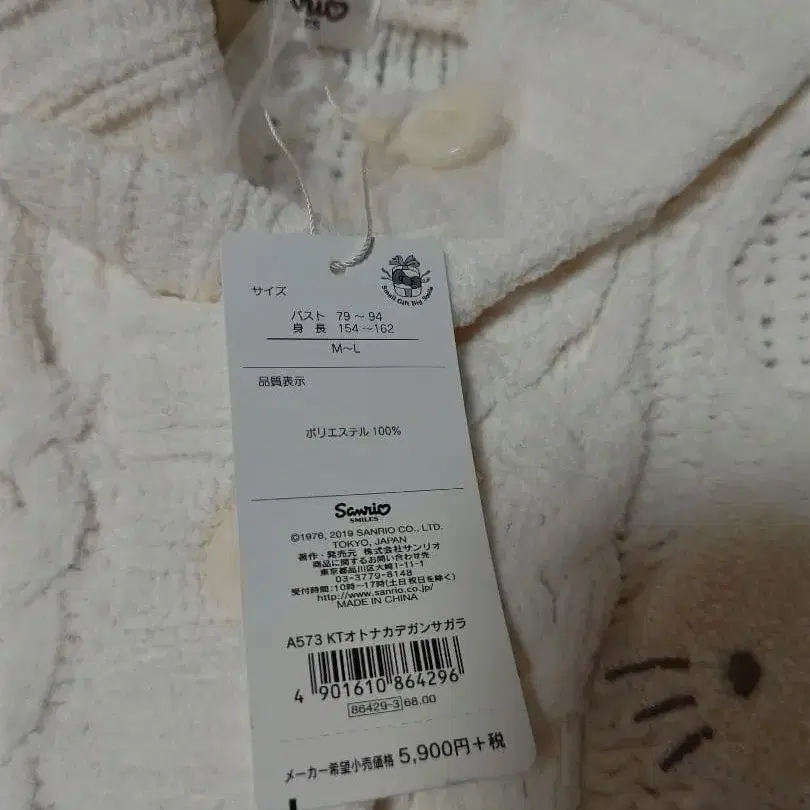 Small Gift Big Smile
サイズ
バスト 79～94
身 長 154～162
M～L
品質表示
ポリエステル 100%
Sanrio
SMILES
©1976, 2019 SANRIO CO., LTD.
TOKYO, JAPAN
著作・発売元 株式会社サンリオ
商品に関するお問い合わせ先
東京都品川区大崎1-11-1
03-3779-8148
受付時間:10時～17時(土日祝日を除く)
http://www.sanrio.co.jp/
MADE IN CHINA
A573 KTオトナカデガンサガラ
4 901610 864296
86429-3 68.00
メーカー希望小売価格 5,900円+税